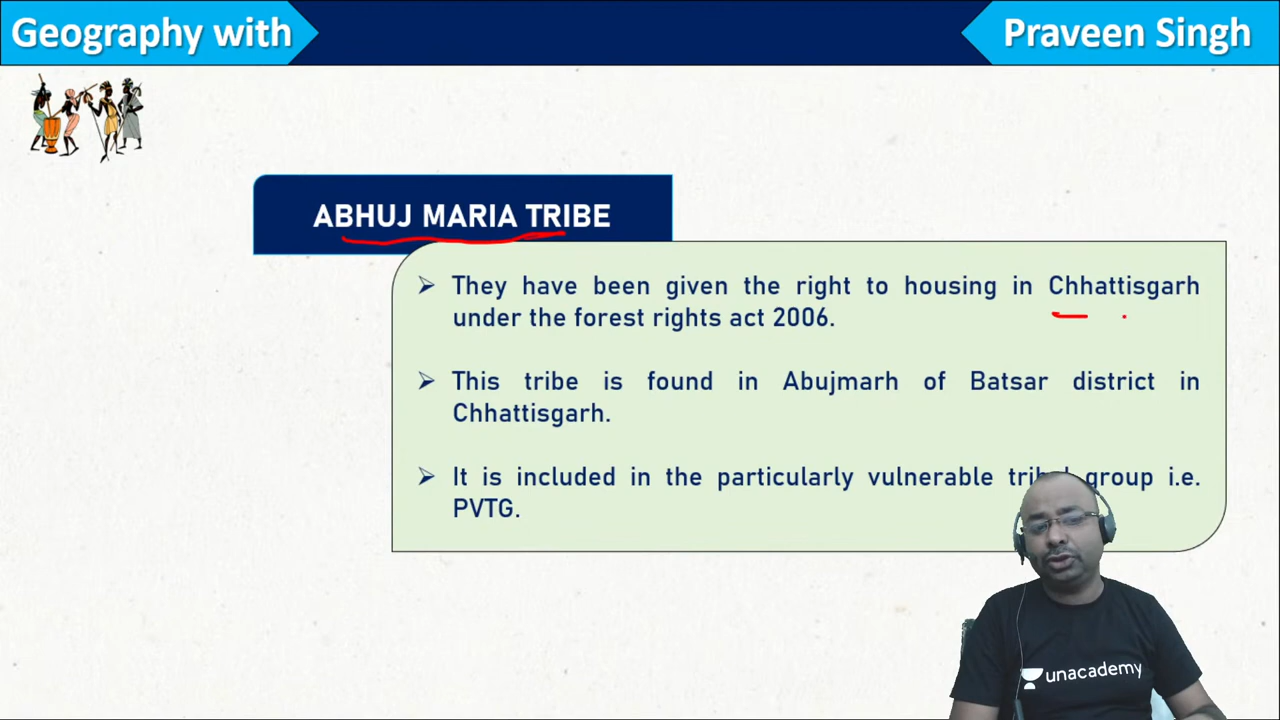 Geography with
Praveen Singh
ABHUJ MARIA TRIBE
➢ They have been given the right to housing in Chhattisgarh
under the forest rights act 2006.
➢ This tribe is found in Abujmarh of Batsar district in
Chhattisgarh.
➢ It is included in the particularly vulnerable tribal group i.e.
PVTG.
unacademy